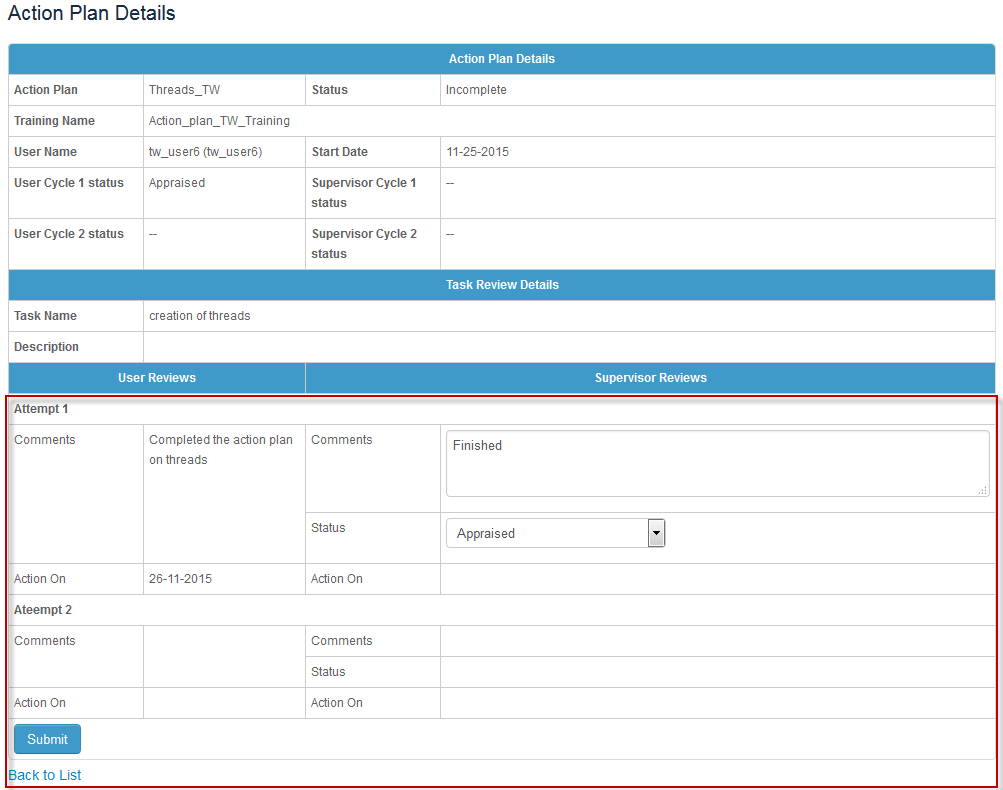 Action Plan Details
Action Plan Details
Action Plan Threads_TW Status Incomplete
Training Name Action_plan_TW_Training
User Name tw_user6 (tw_user6) Start Date 11-25-2015
User Cycle 1 status Appraised Supervisor Cycle 1 status --
User Cycle 2 status -- Supervisor Cycle 2 status --
Task Review Details
Task Name creation of threads
Description
User Reviews Supervisor Reviews
Attempt 1
Comments Completed the action plan on threads Comments Finished
Status Appraised
Action On 26-11-2015 Action On
Ateempt 2
Comments Comments
Status
Action On Action On
Submit
Back to List